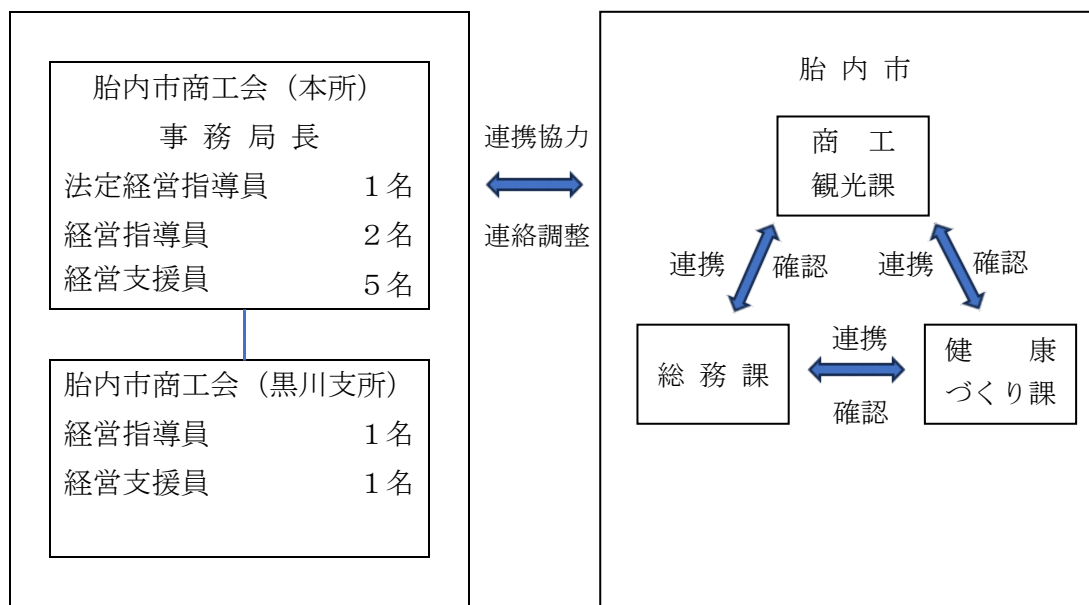 胎内市商工会（本所）
事 務 局 長
法定経営指導員 １名
経営指導員 ２名
経営支援員 ５名
胎内市商工会（黒川支所）
経営指導員 １名
経営支援員 １名
連携協力
連絡調整
胎 内 市
商 工
観光課
連携 確認
連携 確認
総 務 課
連携
確認
健 康
づくり課